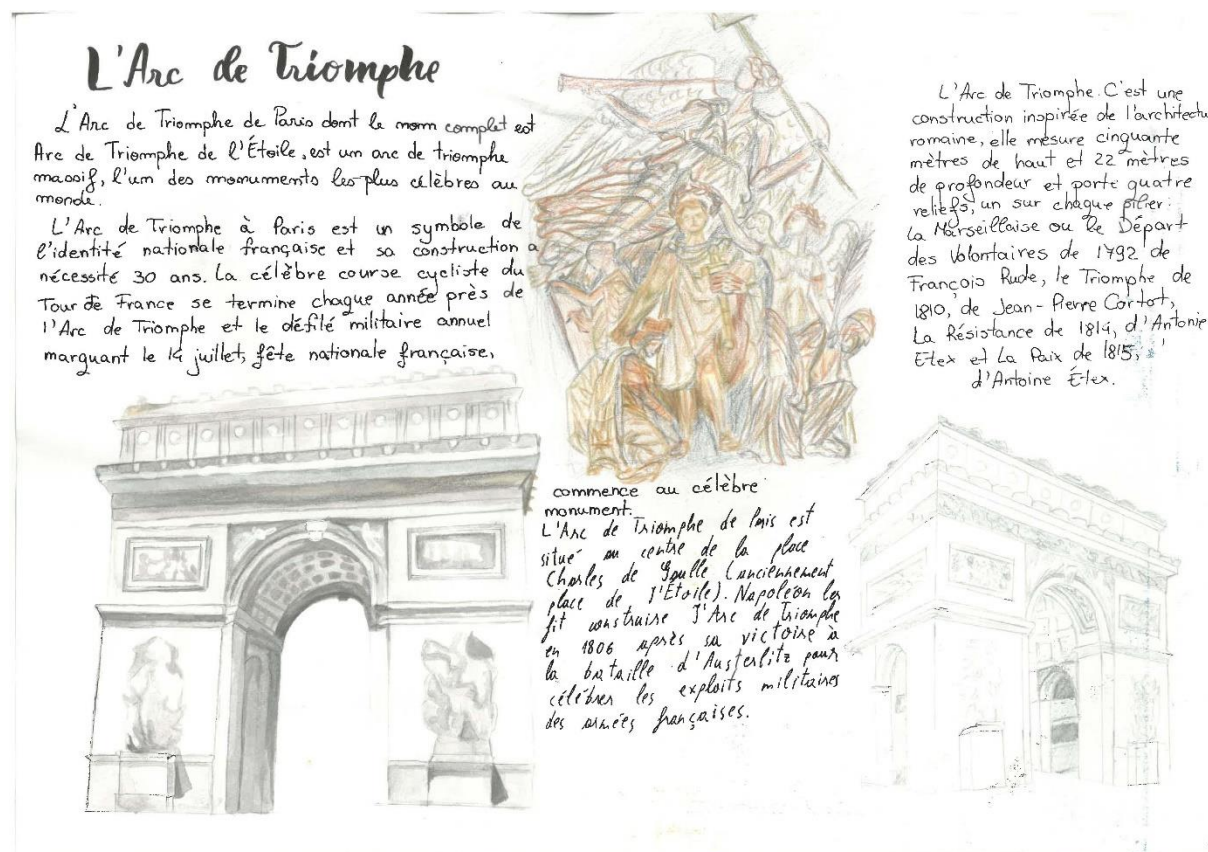 L'Arc de Triomphe
L'Arc de Triomphe de Paris dont le nom complet est
Arc de Triomphe de l'Étoile, est un arc de triomphe
massif, l'un des monuments les plus célèbres au
monde.
L'Arc de Triomphe à Paris est un symbole de
l'identité nationale française et sa construction a
nécessité 30 ans. La célèbre course cycliste du
Tour de France se termine chaque année près de
l'Arc de Triomphe et le défilé militaire annuel
marquant le 14 juillet, fête nationale française,
commence au célèbre
monument.
L'Arc de Triomphe de Paris est
situé au centre de la place
Charles de Gaulle (anciennement
place de l'Étoile). Napoléon Ier
fit construire l'Arc de Triomphe
en 1806 après sa victoire à
la bataille d'Austerlitz pour
célébrer les exploits militaires
des armées françaises.
L'Arc de Triomphe. C'est une
construction inspirée de l'architectu
romaine, elle mesure cinquante
mètres de haut et 22 mètres
de profondeur et porte quatre
reliefs, un sur chaque pilier:
La Marseillaise ou le Départ
des Volontaires de 1792 de
François Rude, le Triomphe de
1810, de Jean-Pierre Cortot,
La Résistance de 1814, d'Antonie
Etex et La Paix de 1815,
d'Antoine Étex.